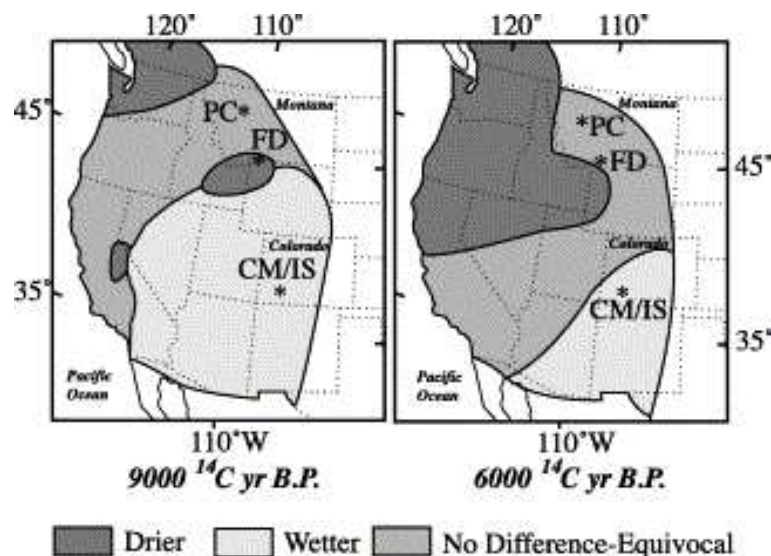 120° 110° 120° 110°
45° PC* Montana *PC Montana
FD *FD 45°
Colorado Colorado
35° CM/IS CM/IS
35°
Pacific Ocean Pacific Ocean
110°W 110°W
9000 ¹⁴C yr B.P. 6000 ¹⁴C yr B.P.
Drier Wetter No Difference-Equivocal